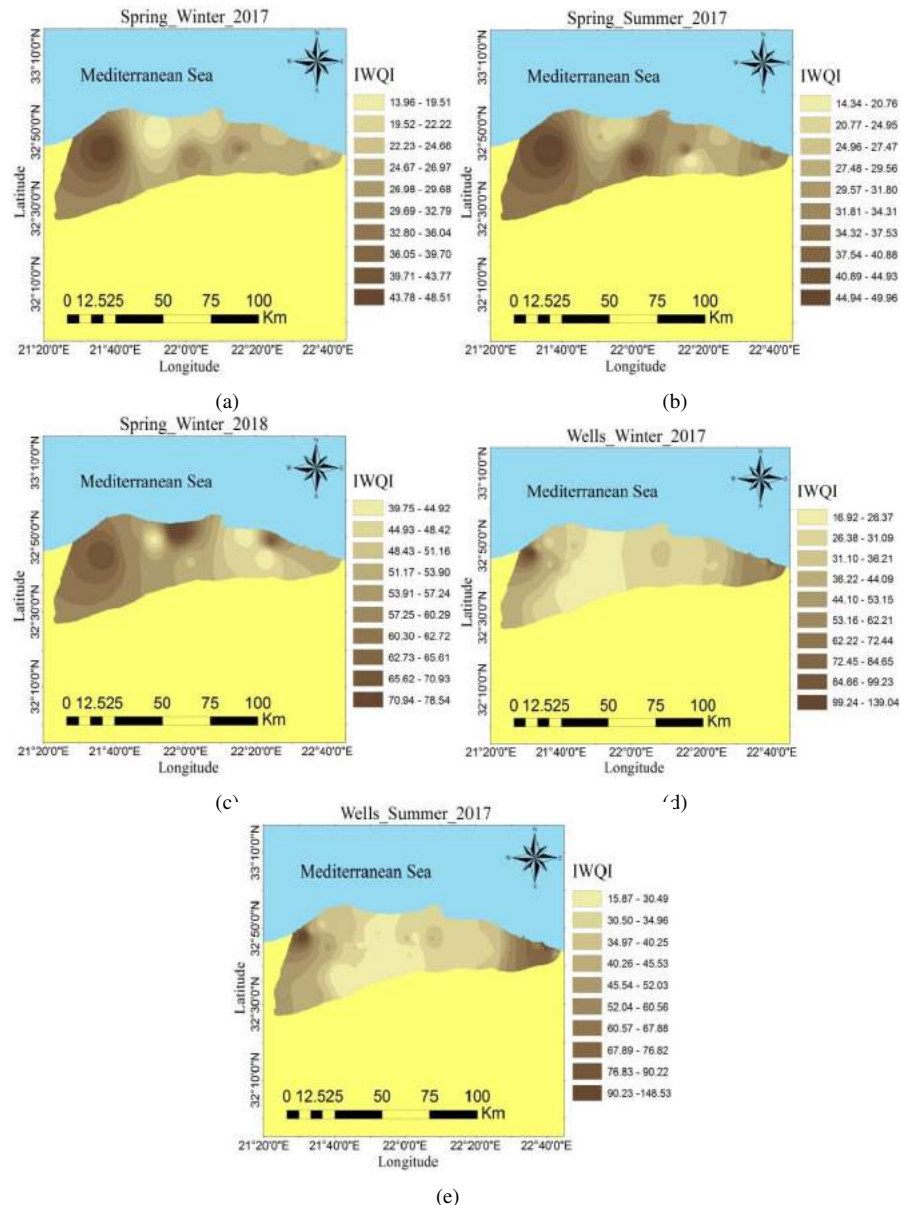 Spring_Winter_2017
Mediterranean Sea
IWQI
13.96 - 19.51
19.52 - 22.22
22.23 - 24.66
24.67 - 26.97
26.98 - 29.68
29.69 - 32.79
32.80 - 36.04
36.05 - 39.70
39.71 - 43.77
43.78 - 48.51
Latitude
33°10'0"N
32°50'0"N
32°30'0"N
32°10'0"N
0 12.525 50 75 100
Km
21°20'0"E 21°40'0"E 22°0'0"E 22°20'0"E 22°40'0"E
Longitude
(a)
Spring_Summer_2017
Mediterranean Sea
IWQI
14.34 - 20.76
20.77 - 24.95
24.96 - 27.47
27.48 - 29.56
29.57 - 31.80
31.81 - 34.31
34.32 - 37.53
37.54 - 40.88
40.89 - 44.93
44.94 - 49.96
Latitude
33°10'0"N
32°50'0"N
32°30'0"N
32°10'0"N
0 12.525 50 75 100
Km
21°20'0"E 21°40'0"E 22°0'0"E 22°20'0"E 22°40'0"E
Longitude
(b)
Spring_Winter_2018
Mediterranean Sea
IWQI
39.75 - 44.92
44.93 - 48.42
48.43 - 51.16
51.17 - 53.90
53.91 - 57.24
57.25 - 60.29
60.30 - 62.72
62.73 - 65.61
65.62 - 70.93
70.94 - 78.54
Latitude
33°10'0"N
32°50'0"N
32°30'0"N
32°10'0"N
0 12.525 50 75 100
Km
21°20'0"E 21°40'0"E 22°0'0"E 22°20'0"E 22°40'0"E
Longitude
(c)
Wells_Winter_2017
Mediterranean Sea
IWQI
16.92 - 26.37
26.38 - 31.09
31.10 - 36.21
36.22 - 44.09
44.10 - 53.15
53.16 - 62.21
62.22 - 72.44
72.45 - 84.65
84.66 - 99.23
99.24 - 139.04
Latitude
33°10'0"N
32°50'0"N
32°30'0"N
32°10'0"N
0 12.525 50 75 100
Km
21°20'0"E 21°40'0"E 22°0'0"E 22°20'0"E 22°40'0"E
Longitude
(d)
Wells_Summer_2017
Mediterranean Sea
IWQI
15.87 - 30.49
30.50 - 34.96
34.97 - 40.25
40.26 - 45.53
45.54 - 52.03
52.04 - 60.56
60.57 - 67.88
67.89 - 76.82
76.83 - 90.22
90.23 - 148.53
Latitude
33°10'0"N
32°50'0"N
32°30'0"N
32°10'0"N
0 12.525 50 75 100
Km
21°20'0"E 21°40'0"E 22°0'0"E 22°20'0"E 22°40'0"E
Longitude
(e)